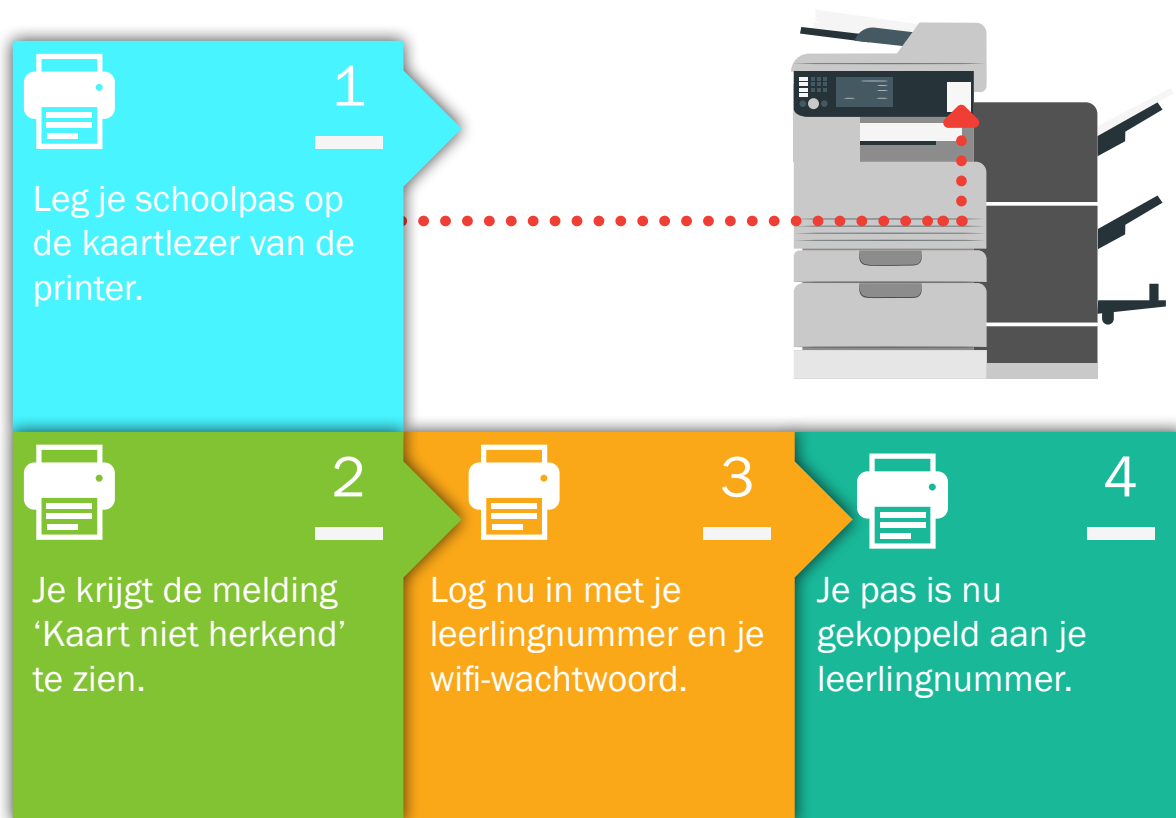 1
Leg je schoolpas op
de kaartlezer van de
printer.
2
Je krijgt de melding
‘Kaart niet herkend’
te zien.
3
Log nu in met je
leerlingnummer en je
wifi-wachtwoord.
4
Je pas is nu
gekoppeld aan je
leerlingnummer.